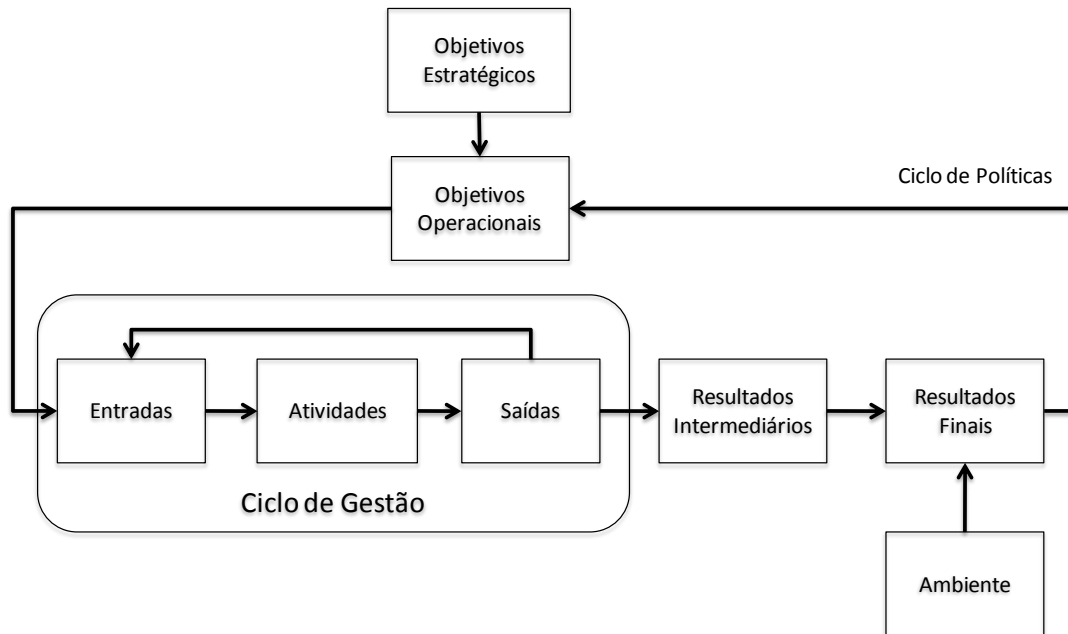 Objetivos
Estratégicos
Objetivos
Operacionais
Ciclo de Políticas
Entradas
Atividades
Saídas
Resultados
Intermediários
Resultados
Finais
Ciclo de Gestão
Ambiente